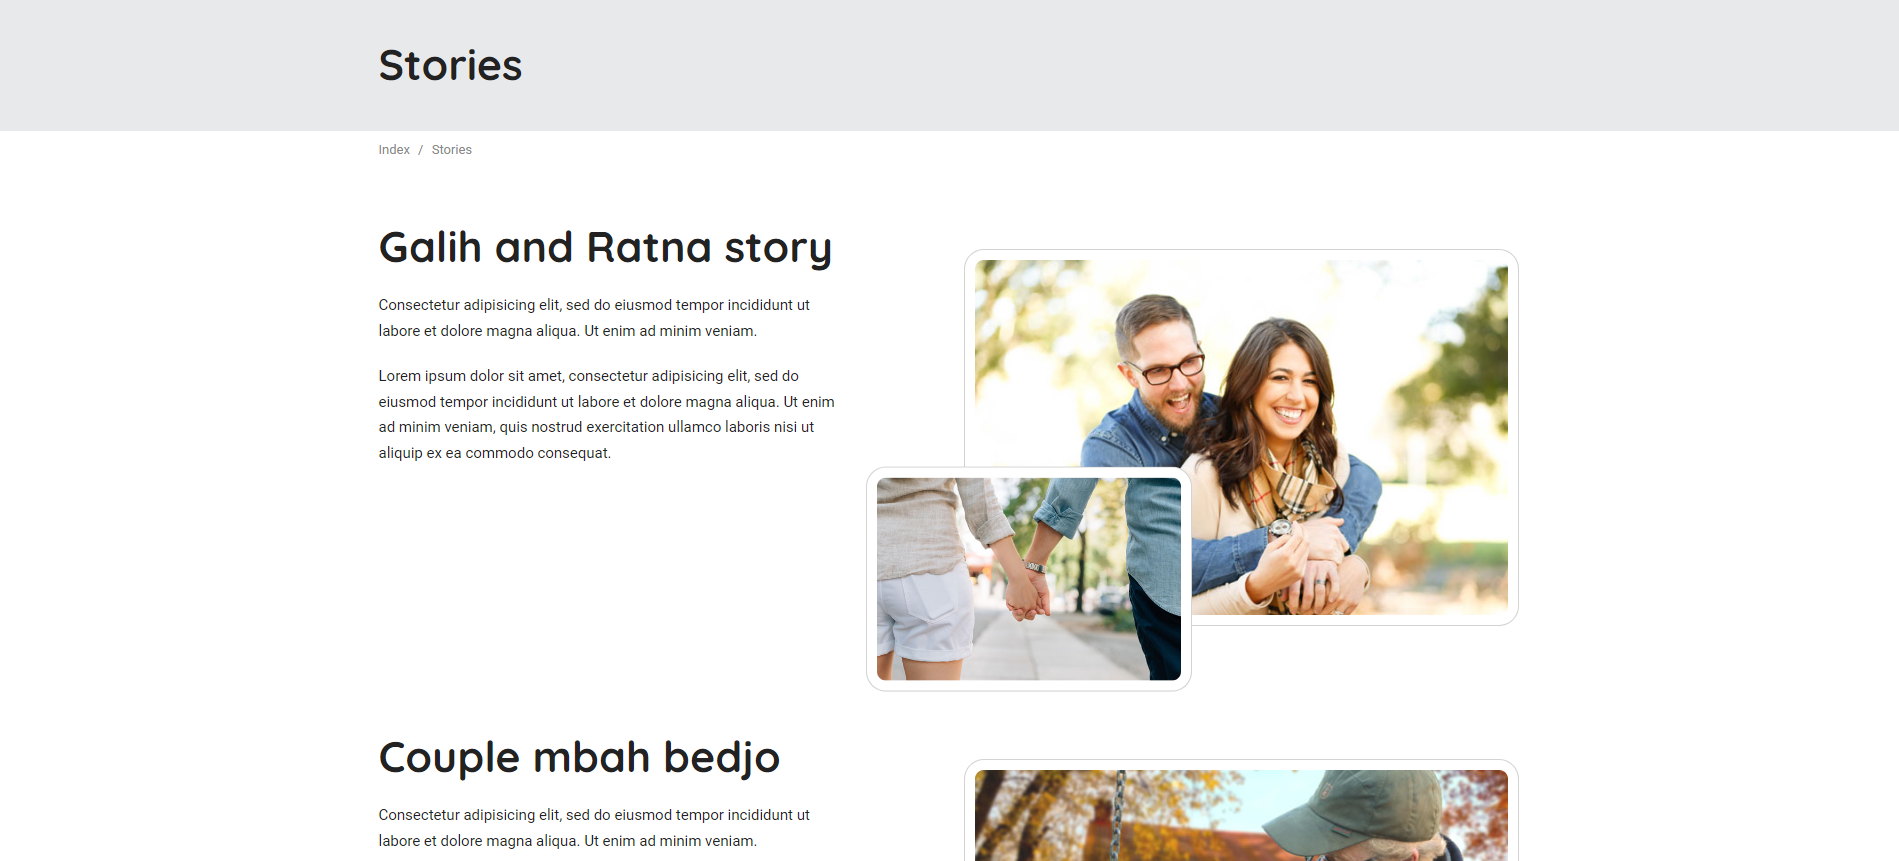 Stories
Index / Stories
Galih and Ratna story
Consectetur adipisicing elit, sed do eiusmod tempor incididunt ut
labore et dolore magna aliqua. Ut enim ad minim veniam.
Lorem ipsum dolor sit amet, consectetur adipisicing elit, sed do
eiusmod tempor incididunt ut labore et dolore magna aliqua. Ut enim
ad minim veniam, quis nostrud exercitation ullamco laboris nisi ut
aliquip ex ea commodo consequat.
Couple mbah bedjo
Consectetur adipisicing elit, sed do eiusmod tempor incididunt ut
labore et dolore magna aliqua. Ut enim ad minim veniam.